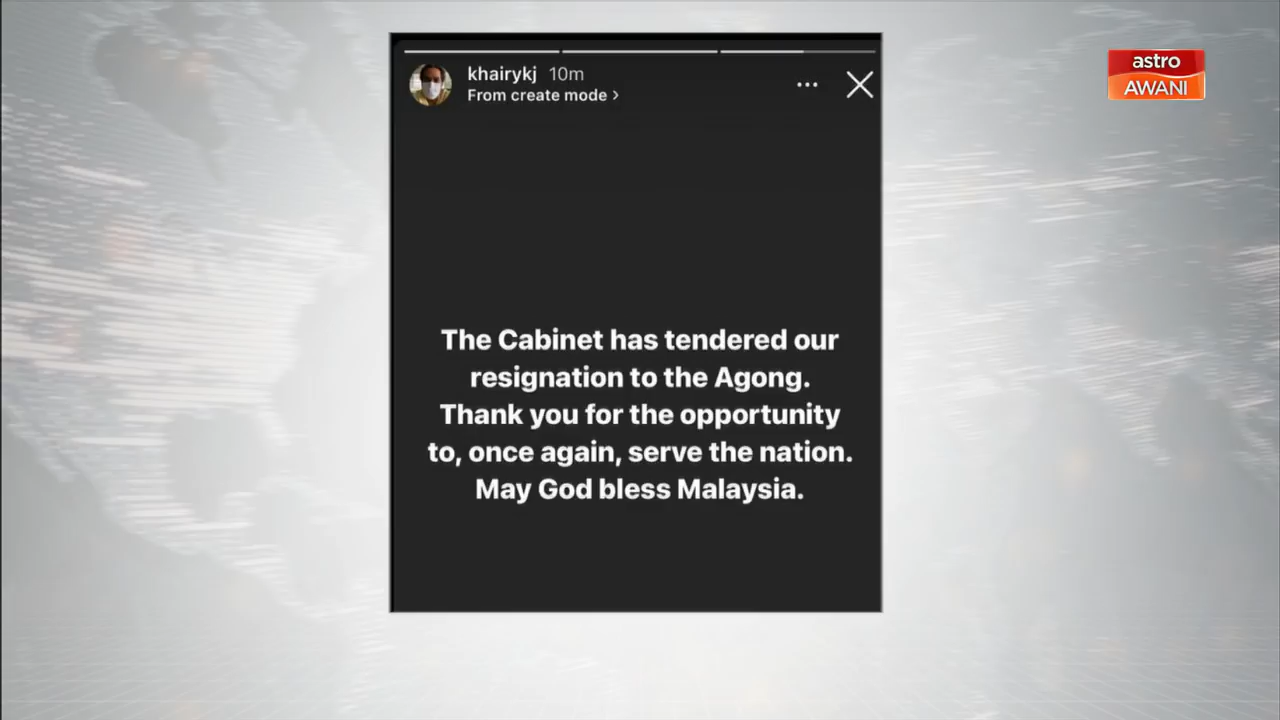 khairykj 10m
From create mode >
astro
AWANI
The Cabinet has tendered our
resignation to the Agong.
Thank you for the opportunity
to, once again, serve the nation.
May God bless Malaysia.